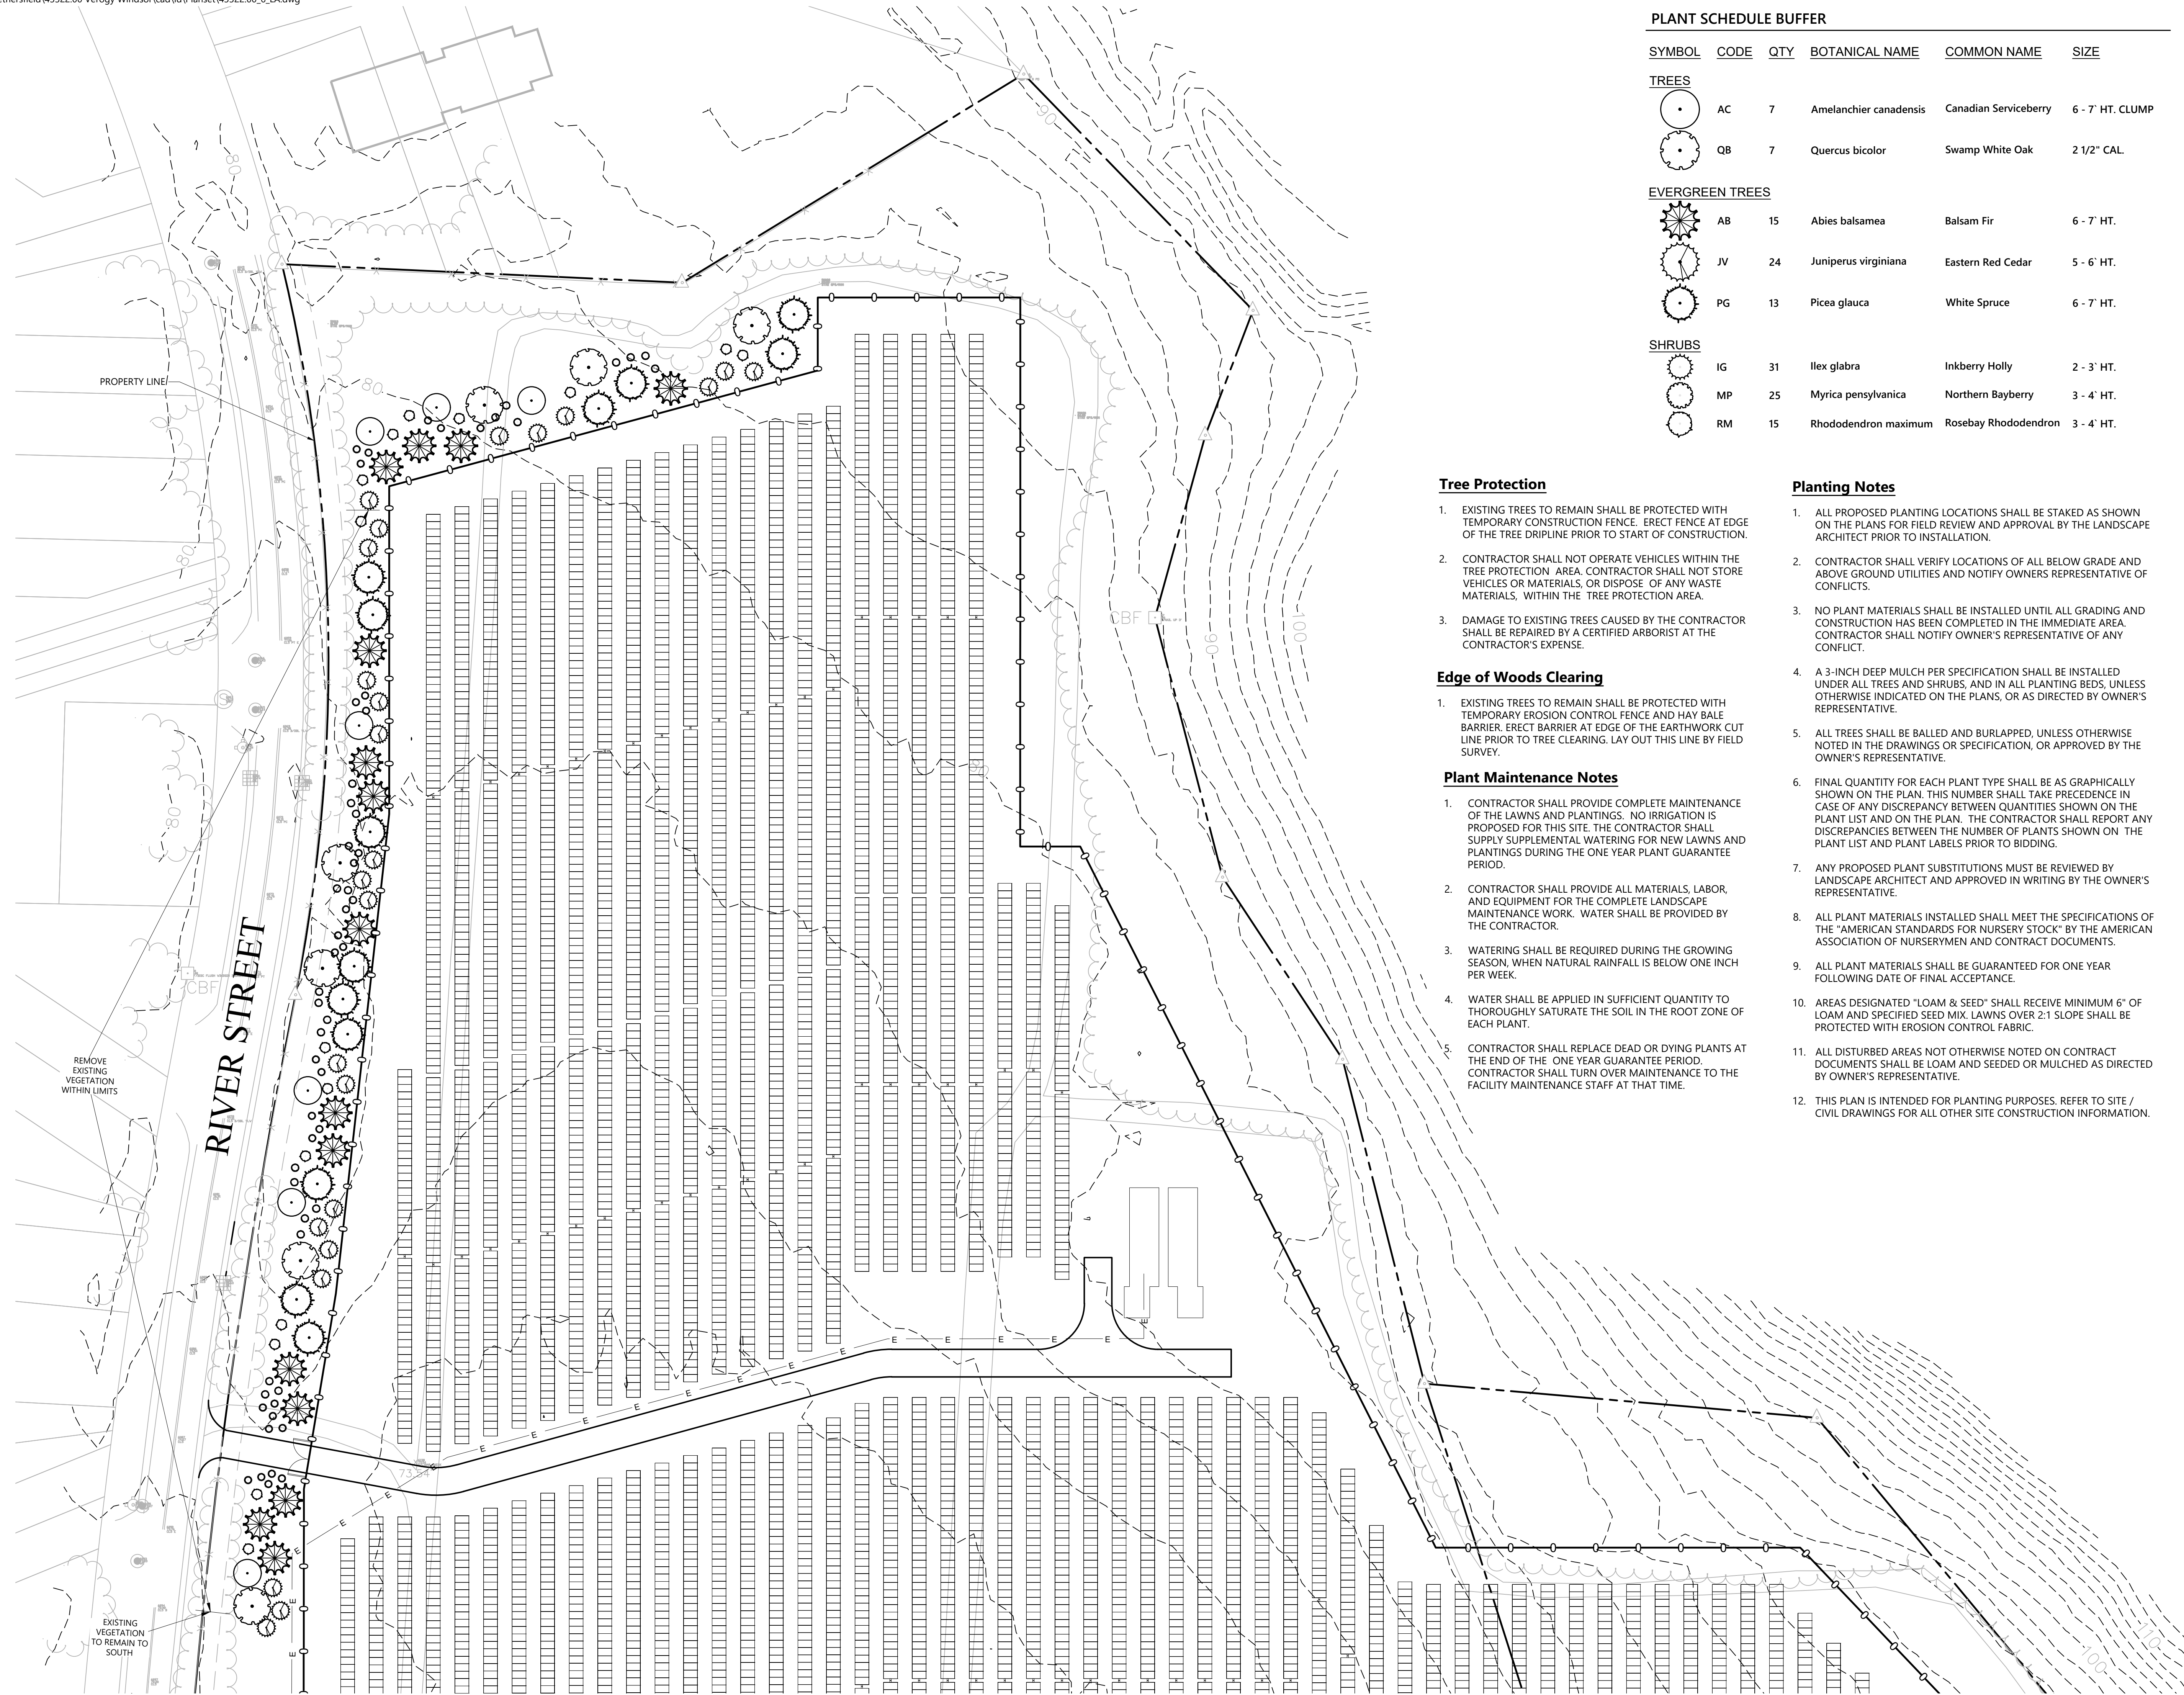 PLANT SCHEDULE BUFFER
SYMBOL CODE QTY BOTANICAL NAME COMMON NAME SIZE
TREES
AC 7 Amelanchier canadensis Canadian Serviceberry 6 - 7` HT. CLUMP
QB 7 Quercus bicolor Swamp White Oak 2 1/2" CAL.
EVERGREEN TREES
AB 15 Abies balsamea Balsam Fir 6 - 7` HT.
JV 24 Juniperus virginiana Eastern Red Cedar 5 - 6` HT.
PG 13 Picea glauca White Spruce 6 - 7` HT.
SHRUBS
IG 31 Ilex glabra Inkberry Holly 2 - 3` HT.
MP 25 Myrica pensylvanica Northern Bayberry 3 - 4` HT.
RM 15 Rhododendron maximum Rosebay Rhododendron 3 - 4` HT.
Tree Protection
1. EXISTING TREES TO REMAIN SHALL BE PROTECTED WITH
TEMPORARY CONSTRUCTION FENCE. ERECT FENCE AT EDGE
OF THE TREE DRIPLINE PRIOR TO START OF CONSTRUCTION.
2. CONTRACTOR SHALL NOT OPERATE VEHICLES WITHIN THE
TREE PROTECTION AREA. CONTRACTOR SHALL NOT STORE
VEHICLES OR MATERIALS, OR DISPOSE OF ANY WASTE
MATERIALS, WITHIN THE TREE PROTECTION AREA.
3. DAMAGE TO EXISTING TREES CAUSED BY THE CONTRACTOR
SHALL BE REPAIRED BY A CERTIFIED ARBORIST AT THE
CONTRACTOR'S EXPENSE.
Edge of Woods Clearing
1. EXISTING TREES TO REMAIN SHALL BE PROTECTED WITH
TEMPORARY EROSION CONTROL FENCE AND HAY BALE
BARRIER. ERECT BARRIER AT EDGE OF THE EARTHWORK CUT
LINE PRIOR TO TREE CLEARING. LAY OUT THIS LINE BY FIELD
SURVEY.
Plant Maintenance Notes
1. CONTRACTOR SHALL PROVIDE COMPLETE MAINTENANCE
OF THE LAWNS AND PLANTINGS. NO IRRIGATION IS
PROPOSED FOR THIS SITE. THE CONTRACTOR SHALL
SUPPLY SUPPLEMENTAL WATERING FOR NEW LAWNS AND
PLANTINGS DURING THE ONE YEAR PLANT GUARANTEE
PERIOD.
2. CONTRACTOR SHALL PROVIDE ALL MATERIALS, LABOR,
AND EQUIPMENT FOR THE COMPLETE LANDSCAPE
MAINTENANCE WORK. WATER SHALL BE PROVIDED BY
THE CONTRACTOR.
3. WATERING SHALL BE REQUIRED DURING THE GROWING
SEASON, WHEN NATURAL RAINFALL IS BELOW ONE INCH
PER WEEK.
4. WATER SHALL BE APPLIED IN SUFFICIENT QUANTITY TO
THOROUGHLY SATURATE THE SOIL IN THE ROOT ZONE OF
EACH PLANT.
5. CONTRACTOR SHALL REPLACE DEAD OR DYING PLANTS AT
THE END OF THE ONE YEAR GUARANTEE PERIOD.
CONTRACTOR SHALL TURN OVER MAINTENANCE TO THE
FACILITY MAINTENANCE STAFF AT THAT TIME.
Planting Notes
1. ALL PROPOSED PLANTING LOCATIONS SHALL BE STAKED AS SHOWN
ON THE PLANS FOR FIELD REVIEW AND APPROVAL BY THE LANDSCAPE
ARCHITECT PRIOR TO INSTALLATION.
2. CONTRACTOR SHALL VERIFY LOCATIONS OF ALL BELOW GRADE AND
ABOVE GROUND UTILITIES AND NOTIFY OWNERS REPRESENTATIVE OF
CONFLICTS.
3. NO PLANT MATERIALS SHALL BE INSTALLED UNTIL ALL GRADING AND
CONSTRUCTION HAS BEEN COMPLETED IN THE IMMEDIATE AREA.
CONTRACTOR SHALL NOTIFY OWNER'S REPRESENTATIVE OF ANY
CONFLICT.
4. A 3-INCH DEEP MULCH PER SPECIFICATION SHALL BE INSTALLED
UNDER ALL TREES AND SHRUBS, AND IN ALL PLANTING BEDS, UNLESS
OTHERWISE INDICATED ON THE PLANS, OR AS DIRECTED BY OWNER'S
REPRESENTATIVE.
5. ALL TREES SHALL BE BALLED AND BURLAPPED, UNLESS OTHERWISE
NOTED IN THE DRAWINGS OR SPECIFICATION, OR APPROVED BY THE
OWNER'S REPRESENTATIVE.
6. FINAL QUANTITY FOR EACH PLANT TYPE SHALL BE AS GRAPHICALLY
SHOWN ON THE PLAN. THIS NUMBER SHALL TAKE PRECEDENCE IN
CASE OF ANY DISCREPANCY BETWEEN QUANTITIES SHOWN ON THE
PLANT LIST AND ON THE PLAN. THE CONTRACTOR SHALL REPORT ANY
DISCREPANCIES BETWEEN THE NUMBER OF PLANTS SHOWN ON THE
PLANT LIST AND PLANT LABELS PRIOR TO BIDDING.
7. ANY PROPOSED PLANT SUBSTITUTIONS MUST BE REVIEWED BY
LANDSCAPE ARCHITECT AND APPROVED IN WRITING BY THE OWNER'S
REPRESENTATIVE.
8. ALL PLANT MATERIALS INSTALLED SHALL MEET THE SPECIFICATIONS OF
THE "AMERICAN STANDARDS FOR NURSERY STOCK" BY THE AMERICAN
ASSOCIATION OF NURSERYMEN AND CONTRACT DOCUMENTS.
9. ALL PLANT MATERIALS SHALL BE GUARANTEED FOR ONE YEAR
FOLLOWING DATE OF FINAL ACCEPTANCE.
10. AREAS DESIGNATED "LOAM & SEED" SHALL RECEIVE MINIMUM 6" OF
LOAM AND SPECIFIED SEED MIX. LAWNS OVER 2:1 SLOPE SHALL BE
PROTECTED WITH EROSION CONTROL FABRIC.
11. ALL DISTURBED AREAS NOT OTHERWISE NOTED ON CONTRACT
DOCUMENTS SHALL BE LOAM AND SEEDED OR MULCHED AS DIRECTED
BY OWNER'S REPRESENTATIVE.
12. THIS PLAN IS INTENDED FOR PLANTING PURPOSES. REFER TO SITE /
CIVIL DRAWINGS FOR ALL OTHER SITE CONSTRUCTION INFORMATION.
PROPERTY LINE
RIVER STREET
REMOVE
EXISTING
VEGETATION
WITHIN LIMITS
EXISTING
VEGETATION
TO REMAIN TO
SOUTH
CBF
CBF
80
80
80
80
80
90
90
100
100
110
73.54
E E E E E E E E E E E E E E E E E